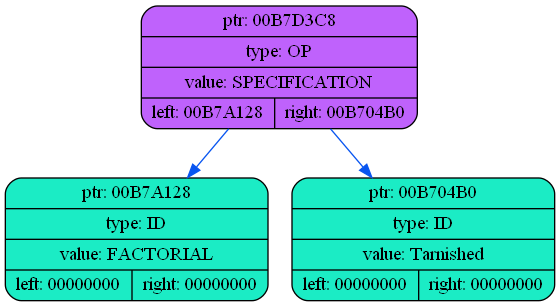 ptr: 00B7D3C8
type: OP
value: SPECIFICATION
left: 00B7A128 right: 00B704B0
ptr: 00B7A128
type: ID
value: FACTORIAL
left: 00000000 right: 00000000
ptr: 00B704B0
type: ID
value: Tarnished
left: 00000000 right: 00000000